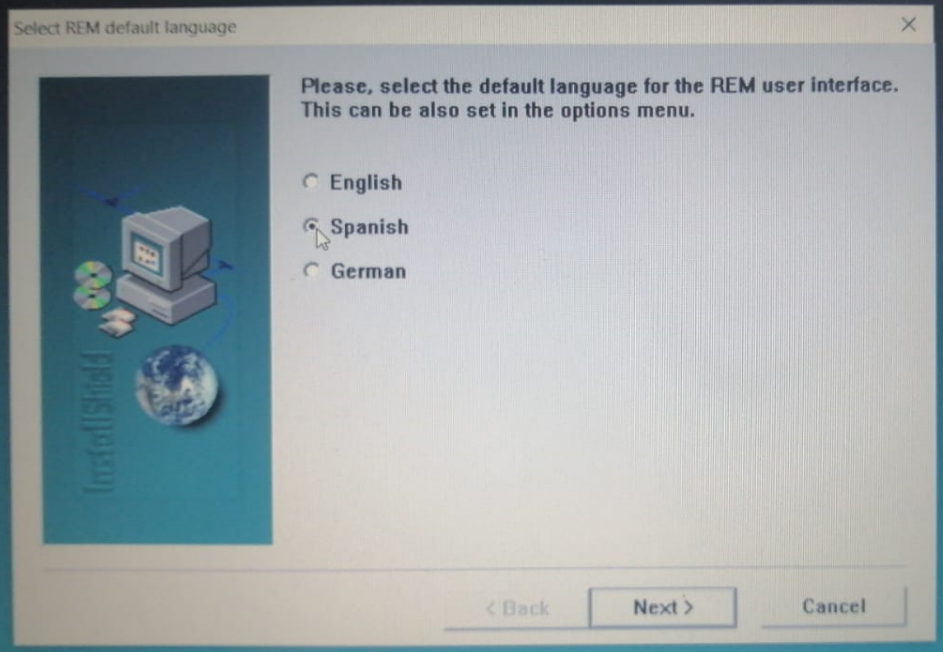 Select REM default language
Please, select the default language for the REM user interface.
This can be also set in the options menu.
English
Spanish
German
InstallShield
< Back
Next >
Cancel